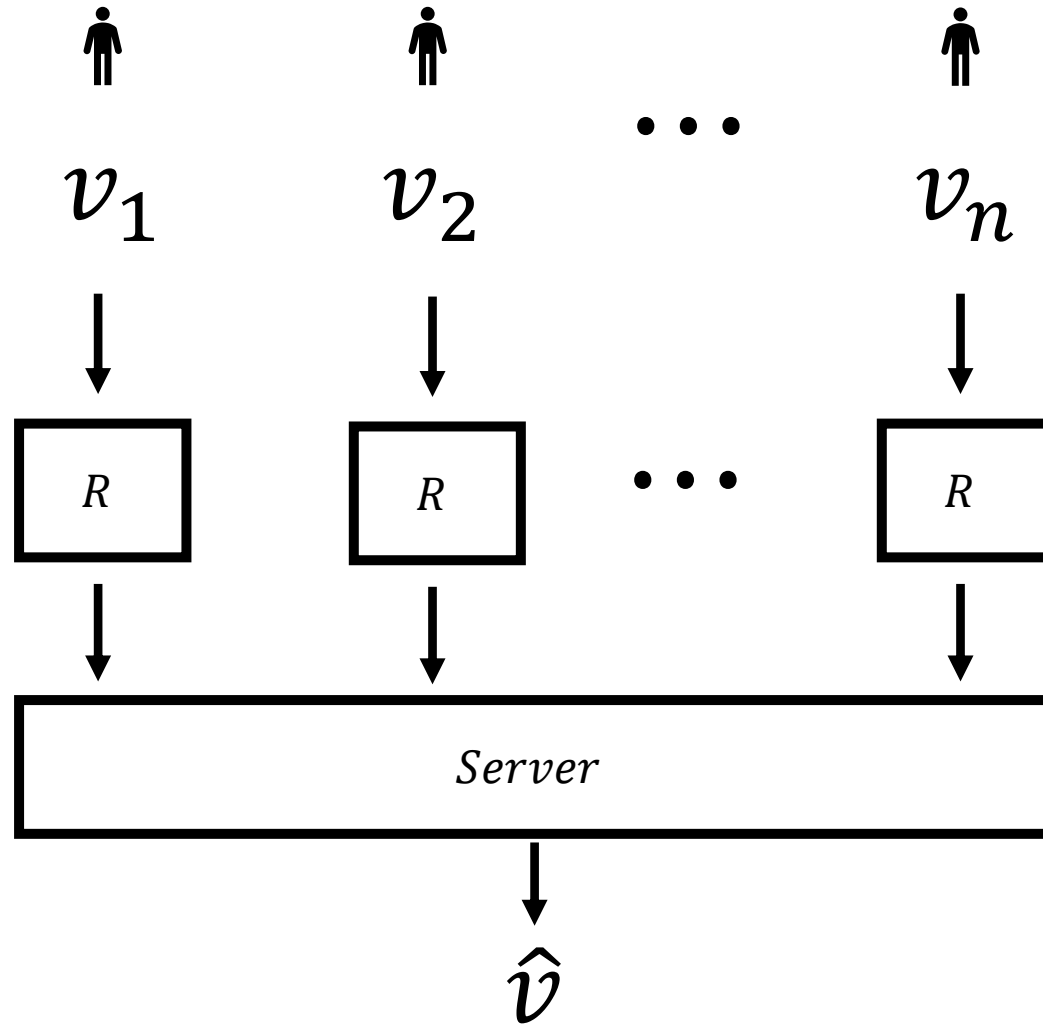 v₁ v₂ • • • vₙ
R R • • • R
Server
v̂